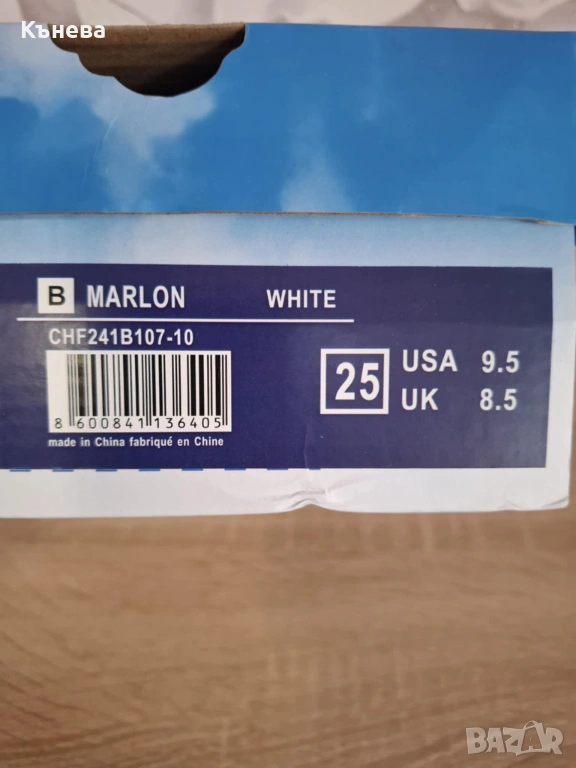 Кънева
B MARLON WHITE
CHF241B107-10
8 600841 136405
made in China fabriqué en Chine
25
USA 9.5
UK 8.5
BAZAR